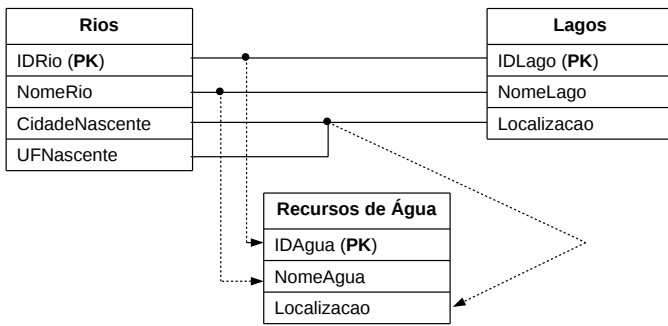 Rios
IDRio (PK)
NomeRio
CidadeNascente
UFNascente
Lagos
IDLago (PK)
NomeLago
Localizacao
Recursos de Água
IDAgua (PK)
NomeAgua
Localizacao